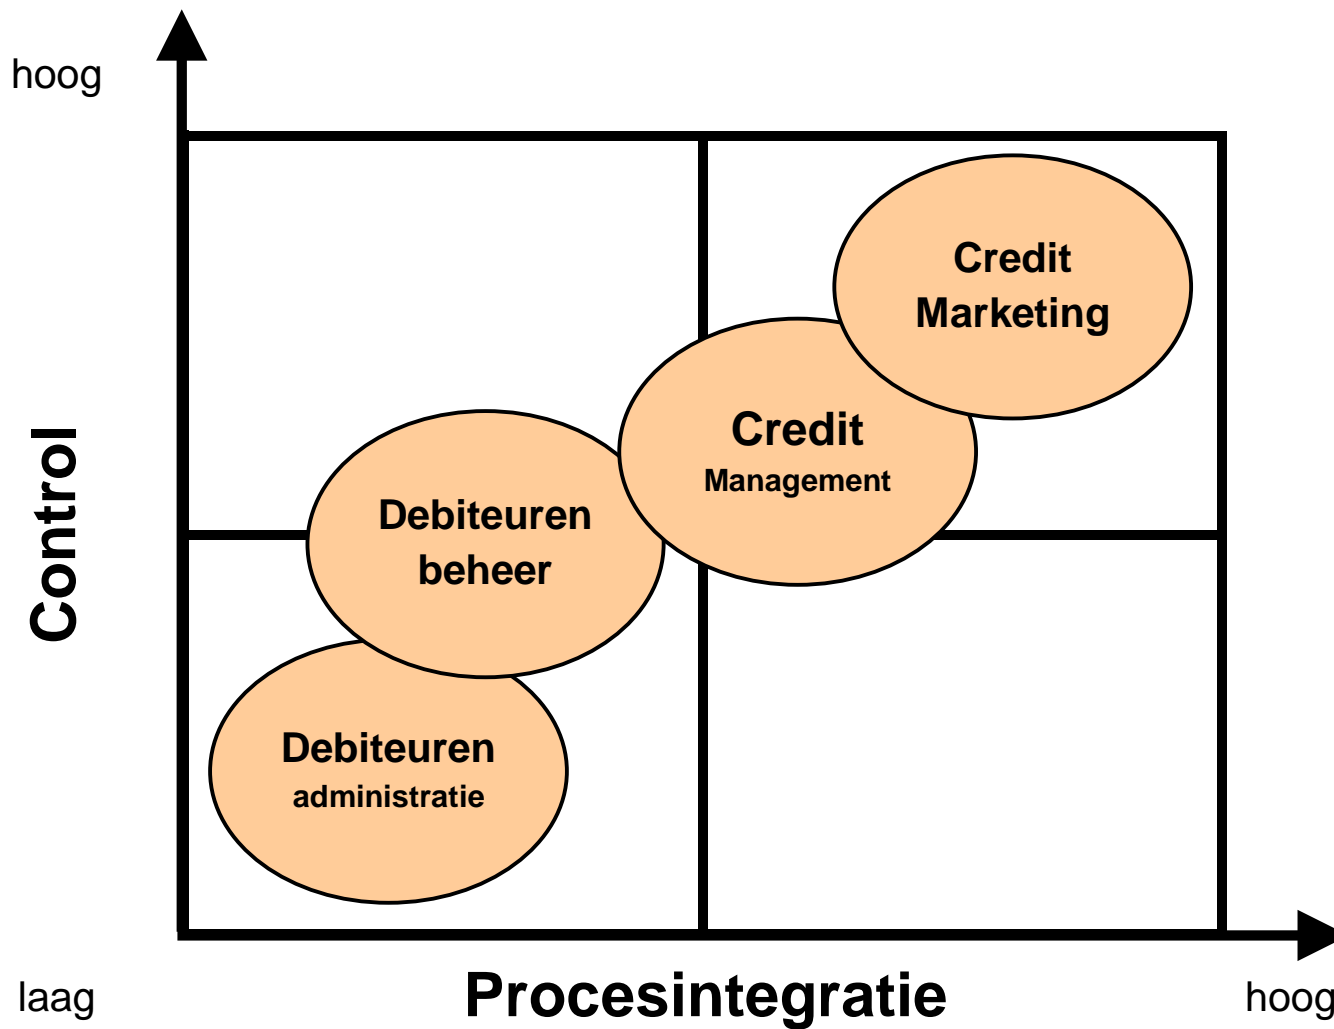 hoog
Credit
Marketing
Credit
Management
Control
Debiteuren
beheer
Debiteuren
administratie
laag
Procesintegratie
hoog